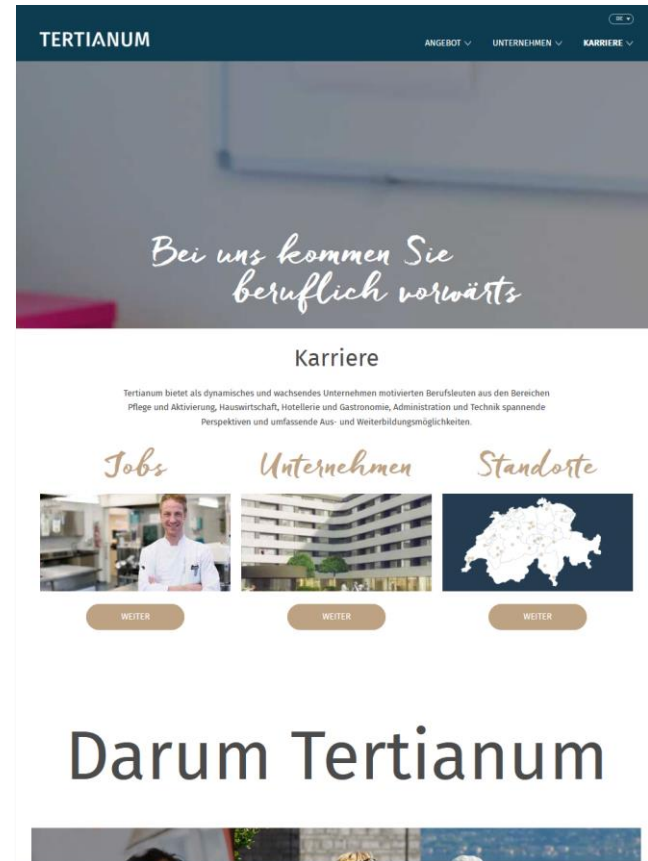 DE
TERTIANUM
ANGEBOT
UNTERNEHMEN
KARRIERE
Bei uns kommen Sie
beruflich vorwärts
Karriere
Tertianum bietet als dynamisches und wachsendes Unternehmen motivierten Berufsleuten aus den Bereichen
Pflege und Aktivierung, Hauswirtschaft, Hotellerie und Gastronomie, Administration und Technik spannende
Perspektiven und umfassende Aus- und Weiterbildungsmöglichkeiten.
Jobs
Unternehmen
Standorte
WEITER
WEITER
WEITER
Darum Tertianum